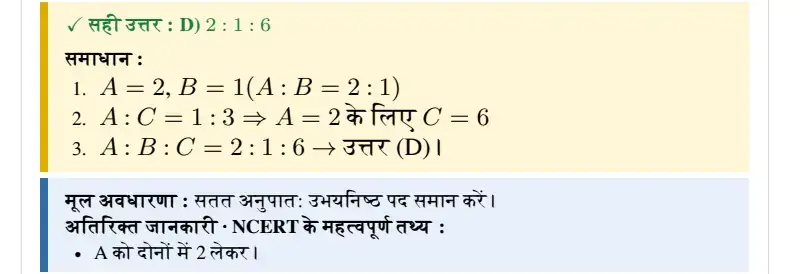 ✓ सही उत्तर : D) 2 : 1 : 6
समाधान :
1. A = 2, B = 1(A : B = 2 : 1)
2. A : C = 1 : 3 ⇒ A = 2 के लिए C = 6
3. A : B : C = 2 : 1 : 6 → उत्तर (D)।
मूल अवधारणा : सतत अनुपात: उभयनिष्ठ पद समान करें।
अतिरिक्त जानकारी · NCERT के महत्वपूर्ण तथ्य :
• A को दोनों में 2 लेकर।